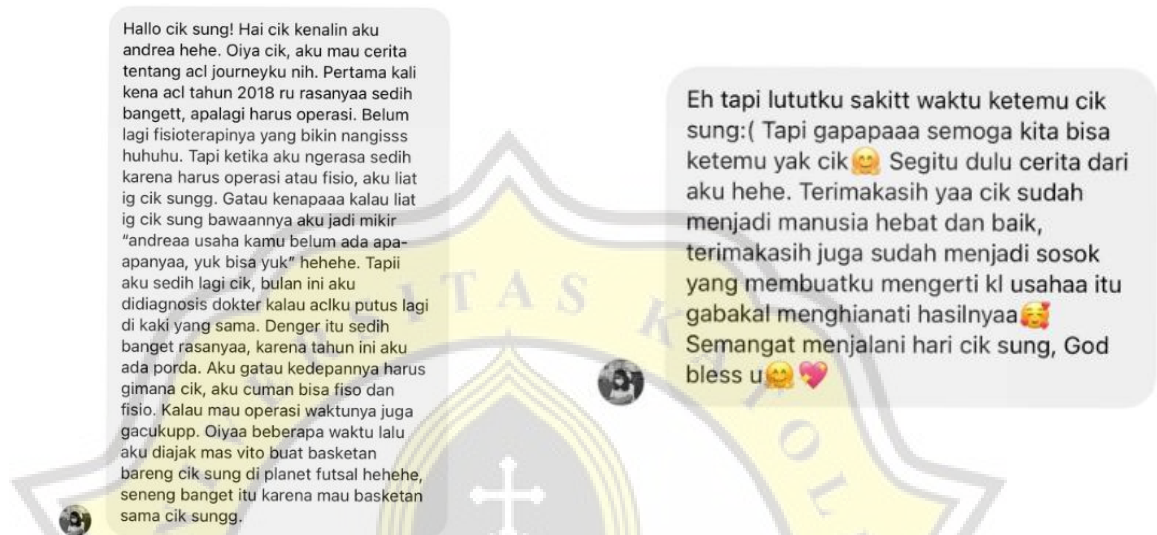 Hallo cik sung! Hai cik kenalin aku
andrea hehe. Oiya cik, aku mau cerita
tentang acl journeyku nih. Pertama kali
kena acl tahun 2018 ru rasanyaa sedih
bangett, apalagi harus operasi. Belum
lagi fisioterapinya yang bikin nangisss
huhuhu. Tapi ketika aku ngerasa sedih
karena harus operasi atau fisio, aku liat
ig cik sungg. Gatau kenapaaa kalau liat
ig cik sung bawaannya aku jadi mikir
“andreaa usaha kamu belum ada apa-
apanyaa, yuk bisa yuk” hehehe. Tapii
aku sedih lagi cik, bulan ini aku
didiagnosis dokter kalau aclku putus lagi
di kaki yang sama. Denger itu sedih
banget rasanyaa, karena tahun ini aku
ada porda. Aku gatau kedepannya harus
gimana cik, aku cuman bisa fiso dan
fisio. Kalau mau operasi waktunya juga
gacukupp. Oiyaa beberapa waktu lalu
aku diajak mas vito buat basketan
bareng cik sung di planet futsal hehehe,
seneng banget itu karena mau basketan
sama cik sungg.
Eh tapi lututku sakitt waktu ketemu cik
sung:( Tapi gapapaaa semoga kita bisa
ketemu yak cik🤗 Segitu dulu cerita dari
aku hehe. Terimakasih yaa cik sudah
menjadi manusia hebat dan baik,
terimakasih juga sudah menjadi sosok
yang membuatku mengerti kl usahaa itu
gabakal menghianati hasilnyaa🥰
Semangat menjalani hari cik sung, God
bless u🤗💖
UNIVERSITAS KATOLIK